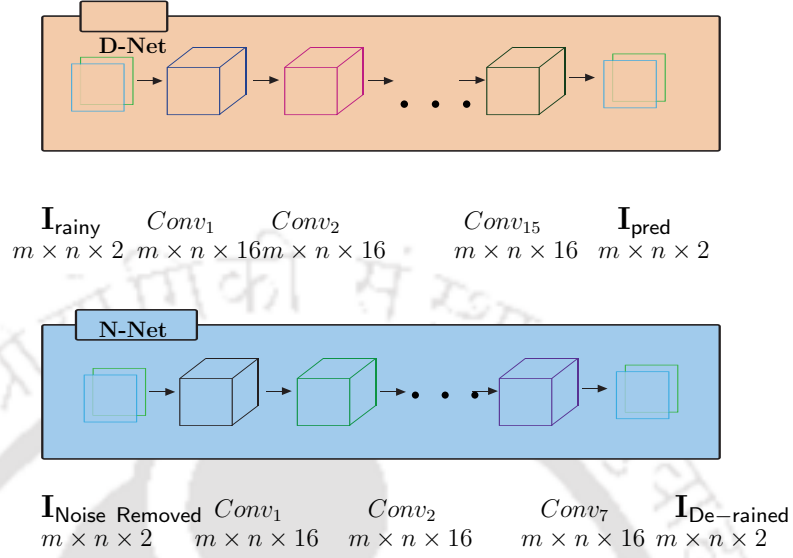 D-Net
• • •
I_rainy Conv_1 Conv_2 Conv_15 I_pred
m × n × 2 m × n × 16 m × n × 16 m × n × 16 m × n × 2
N-Net
• • •
I_Noise Removed Conv_1 Conv_2 Conv_7 I_De−rained
m × n × 2 m × n × 16 m × n × 16 m × n × 16 m × n × 2